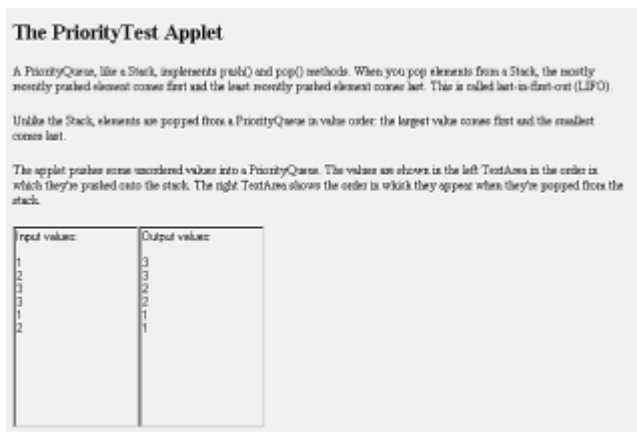 The PriorityTest Applet
A PriorityQueue, like a Stack, implements push() and pop() methods. When you pop elements from a Stack, the mostly
recently pushed element comes first and the least recently pushed element comes last. This is called last-in-first-out (LIFO).
Unlike the Stack, elements are popped from a PriorityQueue in value order: the largest value comes first and the smallest
comes last.
The applet pushes some unordered values into a PriorityQueue. The values are shown in the left TextArea in the order in
which they're pushed onto the stack. The right TextArea shows the order in which they appear when they're popped from the
stack.
Input values:
1
2
3
3
1
2
Output values:
3
3
2
2
1
1